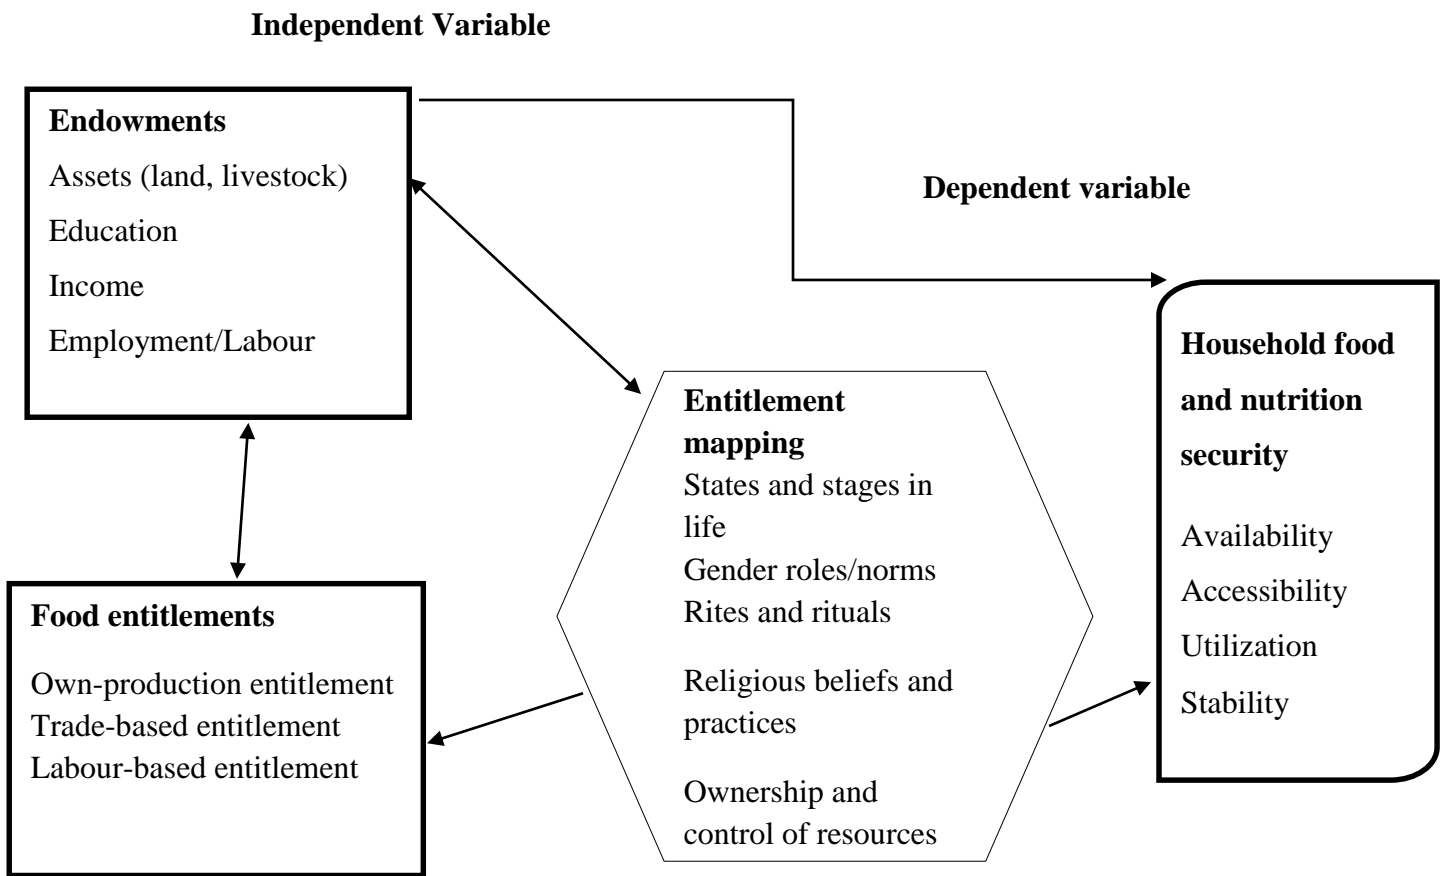 Independent Variable
Endowments
Assets (land, livestock)
Education
Income
Employment/Labour
Dependent variable
Household food
and nutrition
security
Availability
Accessibility
Utilization
Stability
Entitlement
mapping
States and stages in
life
Gender roles/norms
Rites and rituals
Religious beliefs and
practices
Ownership and
control of resources
Food entitlements
Own-production entitlement
Trade-based entitlement
Labour-based entitlement